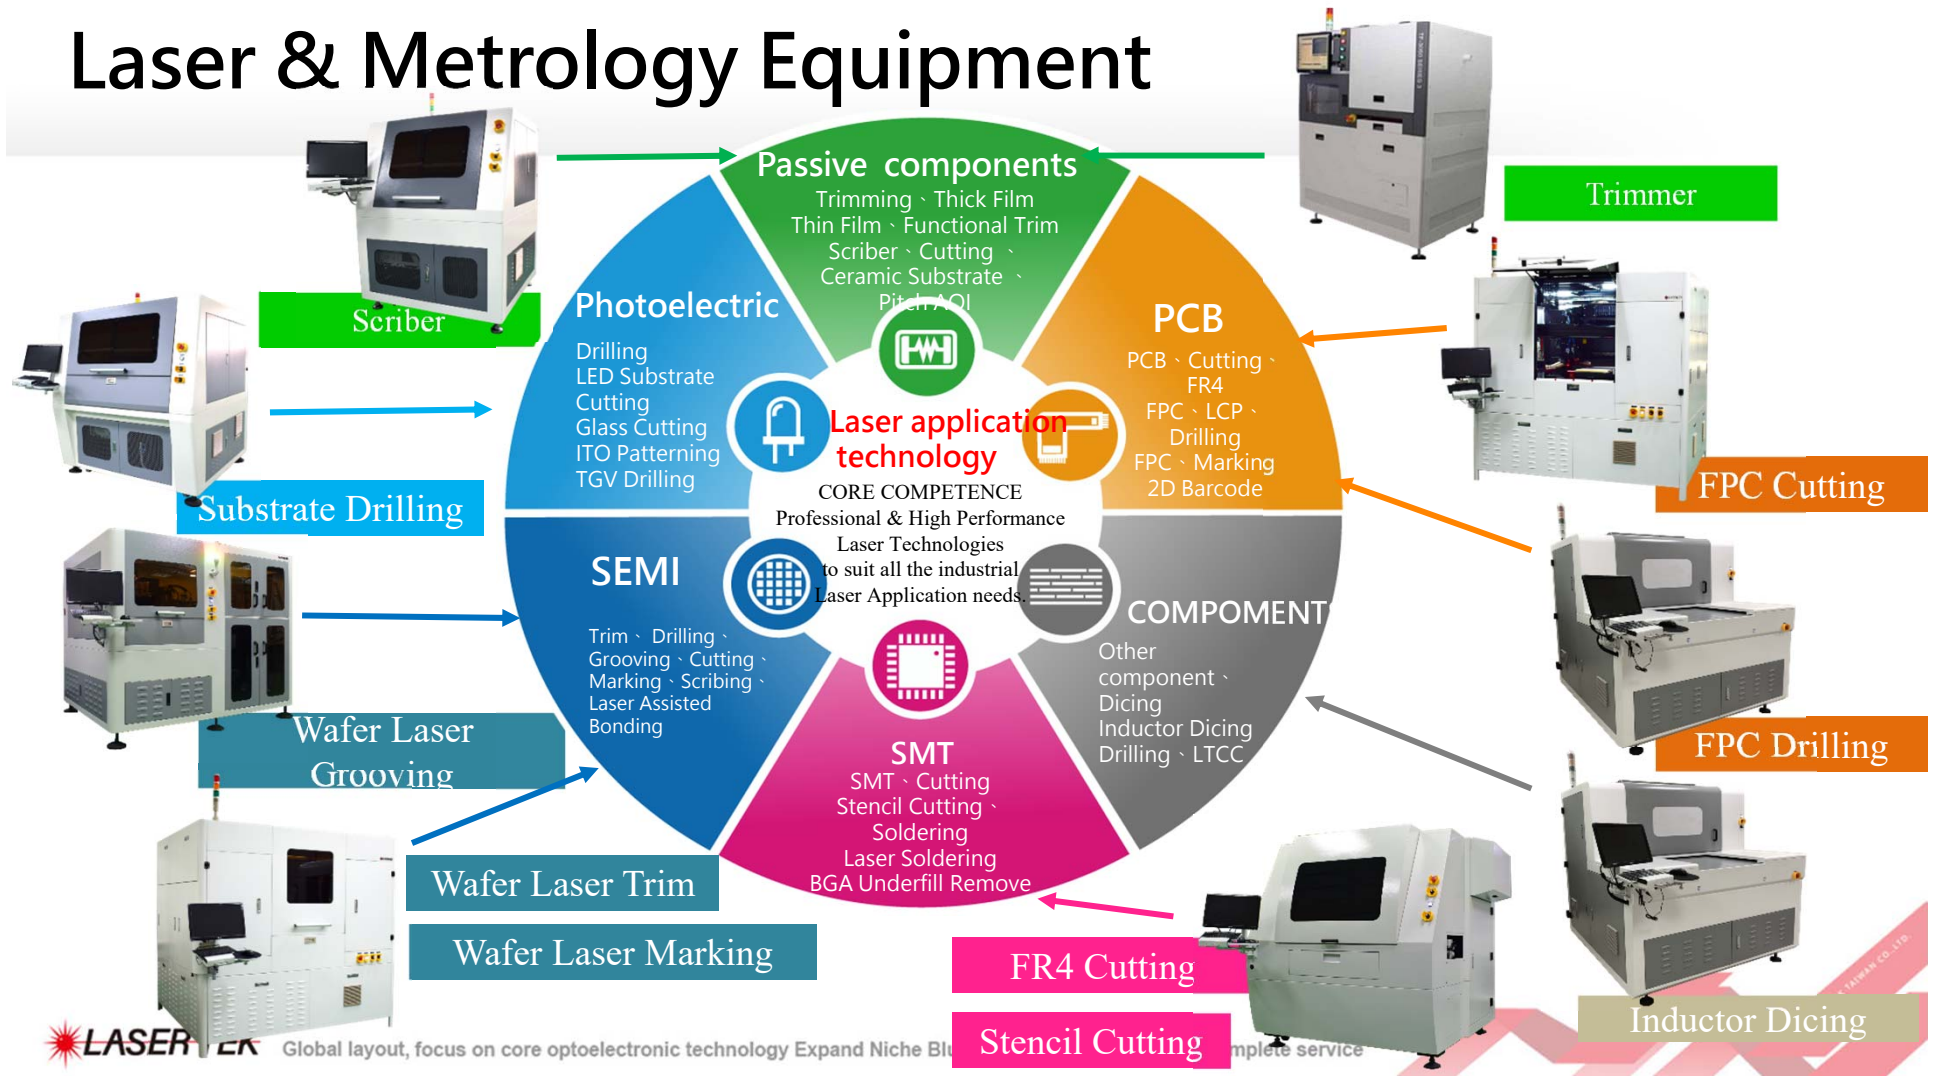 Laser & Metrology Equipment
Passive components
Trimming、Thick Film
Thin Film、Functional Trim
Scriber、Cutting 、
Ceramic Substrate 、
Pitch AOI
Trimmer
Scriber
Photoelectric
Drilling
LED Substrate
Cutting
Glass Cutting
ITO Patterning
TGV Drilling
PCB
PCB、Cutting、
FR4
FPC、LCP、
Drilling
FPC、Marking
2D Barcode
Laser application
technology
CORE COMPETENCE
Professional & High Performance
Laser Technologies
to suit all the industrial
Laser Application needs.
Substrate Drilling
FPC Cutting
SEMI
Trim、 Drilling、
Grooving、Cutting、
Marking、Scribing、
Laser Assisted
Bonding
COMPOMENTS
Other
component、
Dicing
Inductor Dicing
Drilling、LTCC
Wafer Laser
Grooving
FPC Drilling
SMT
SMT、Cutting
Stencil Cutting、
Soldering
Laser Soldering
BGA Underfill Remove
Wafer Laser Trim
Wafer Laser Marking
FR4 Cutting
Stencil Cutting
Inductor Dicing
TAIWAN CO.,LTD.
LASERTEK
Global layout, focus on core optoelectronic technology Expand Niche service